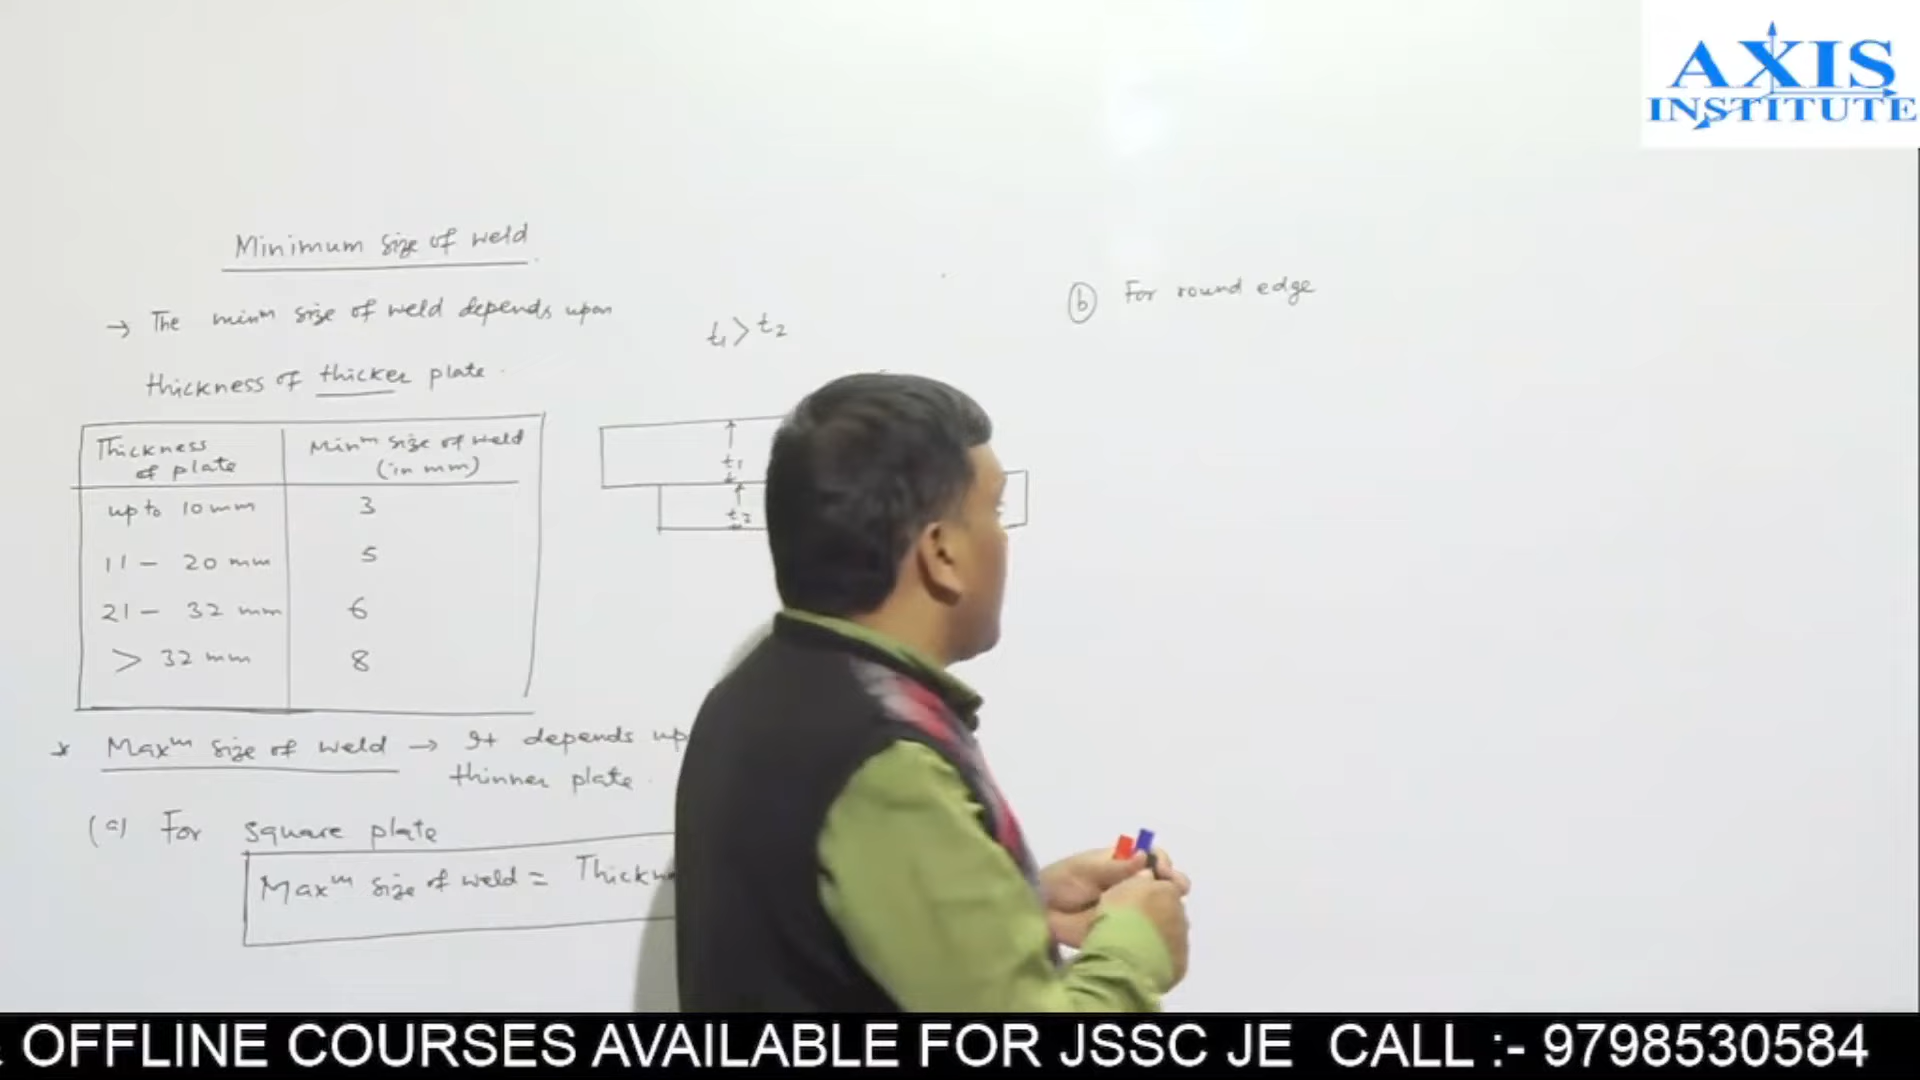 AXIS
INSTITUTE
Minimum size of weld
→ The minm size of weld depends upon
thickness of thicker plate.
Thickness of plate
Minm size of weld (in mm)
up to 10 mm 3
11 – 20 mm 5
21 – 32 mm 6
> 32 mm 8
* Maxm size of weld → It depends up
thinner plate.
(a) For square plate
Maxm size of weld = Thickn
t1 > t2
t1
t2
(b) For round edge
OFFLINE COURSES AVAILABLE FOR JSSC JE CALL :- 9798530584